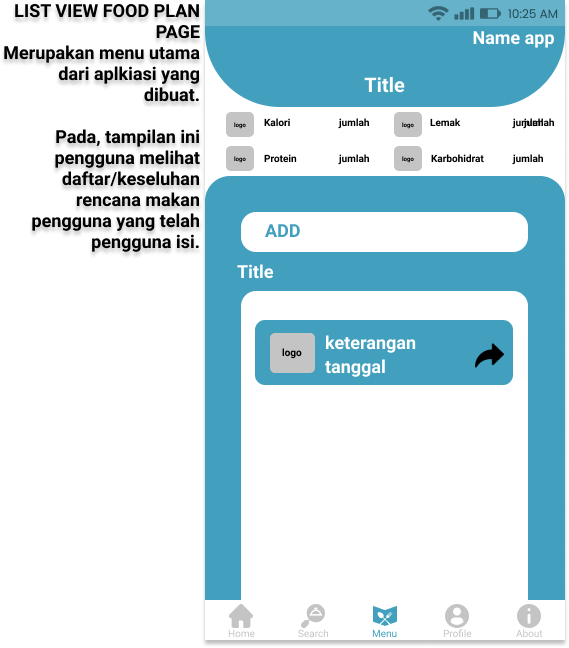 LIST VIEW FOOD PLAN
PAGE
Merupakan menu utama
dari aplkiasi yang
dibuat.
Pada, tampilan ini
pengguna melihat
daftar/keseluhan
rencana makan
pengguna yang telah
pengguna isi.
10:25 AM
Name app
Title
logo Kalori jumlah logo Lemak jumlah jumlah
logo Protein jumlah logo Karbohidrat jumlah
ADD
Title
logo
keterangan
tanggal
Home Search Menu Profile About